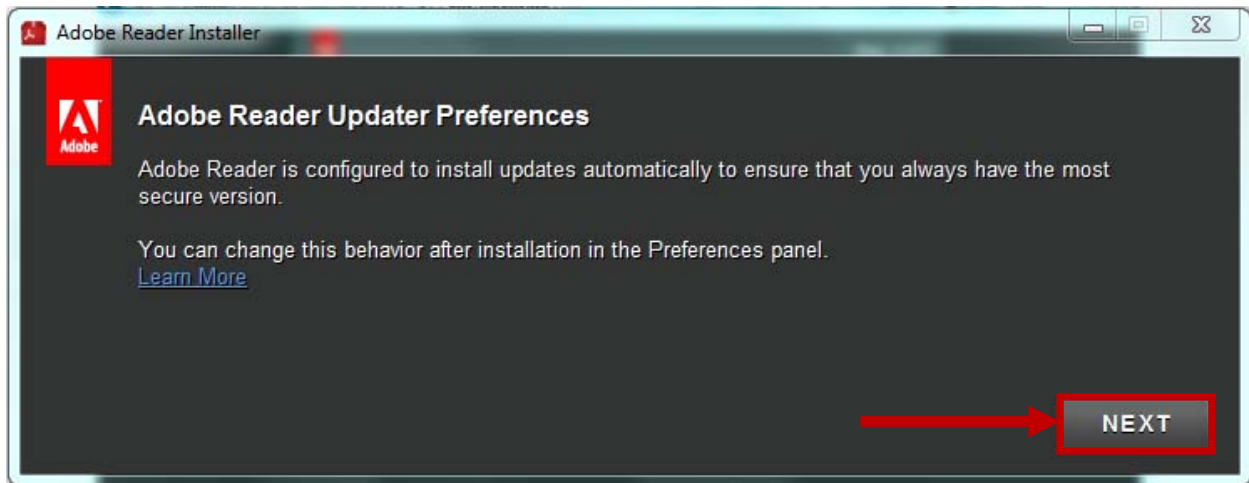 Adobe Reader Installer
Adobe
Adobe Reader Updater Preferences
Adobe Reader is configured to install updates automatically to ensure that you always have the most
secure version.
You can change this behavior after installation in the Preferences panel.
Learn More
NEXT